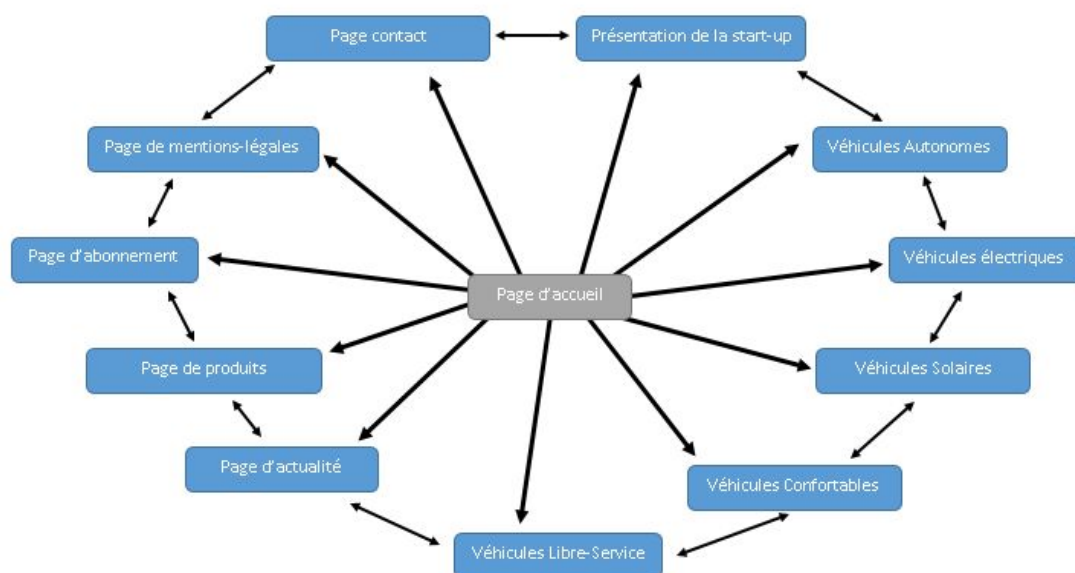 Page contact
Présentation de la start-up
Page de mentions-légales
Véhicules Autonomes
Page d'abonnement
Véhicules électriques
Page d'accueil
Page de produits
Véhicules Solaires
Page d'actualité
Véhicules Confortables
Véhicules Libre-Service